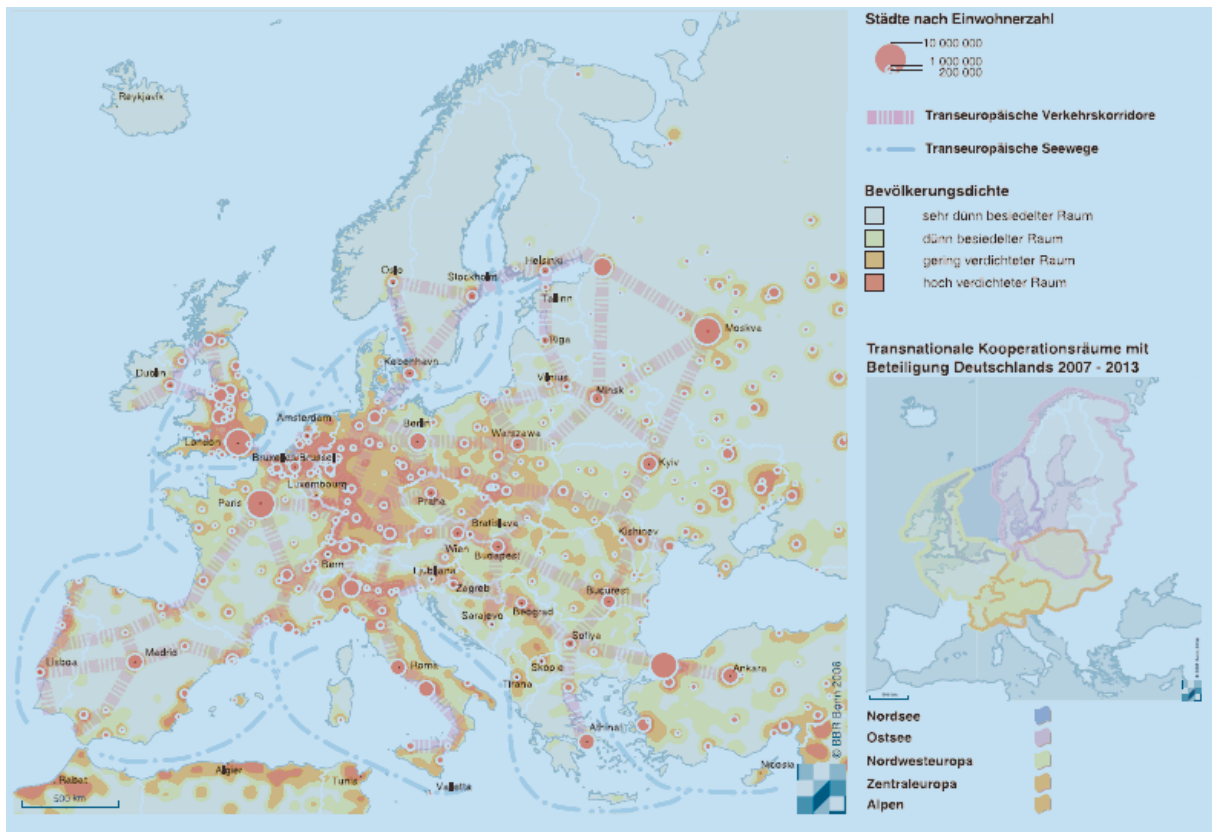 Städte nach Einwohnerzahl
10 000 000
1 000 000
200 000
Transeuropäische Verkehrskorridore
Transeuropäische Seewege
Bevölkerungsdichte
sehr dünn besiedelter Raum
dünn besiedelter Raum
gering verdichteter Raum
hoch verdichteter Raum
Transnationale Kooperationsräume mit
Beteiligung Deutschlands 2007 - 2013
Nordsee
Ostsee
Nordwesteuropa
Zentraleuropa
Alpen
Reykjavík
Oslo
Stockholm
Helsinki
Tallinn
Moskva
Riga
København
Vilnius
Minsk
Dublin
Amsterdam
Berlin
Warszawa
London
Bruxelles/Brussel
Kyiv
Luxembourg
Paris
Praha
Bratislava
Kishinev
Wien
Budapest
Bern
Ljubljana
Zagreb
Bucuresti
Sarajevo
Beograd
Sofiya
Madrid
Lisboa
Roma
Skopje
Tirana
Ankara
Athinai
Nicosia
Rabat
Algier
Tunis
Valletta
500 km
© BBR Bonn 2006